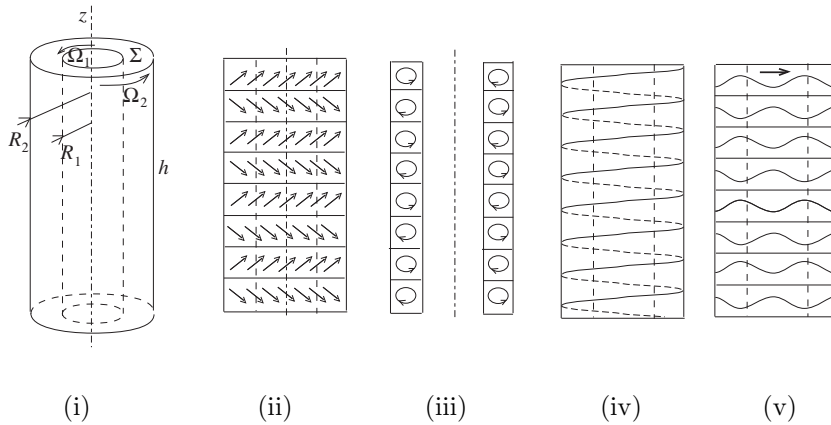 z
Ω₁
Σ
Ω₂
R₂
R₁
h
(i)
(ii)
(iii)
(iv)
(v)